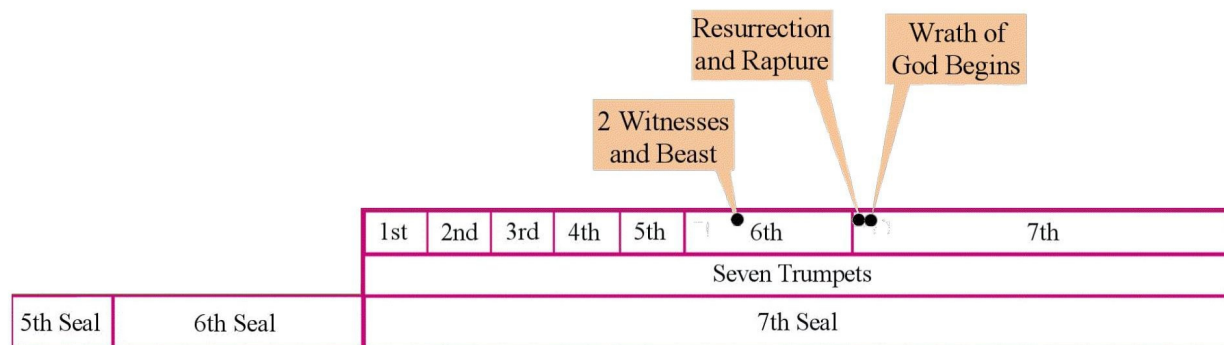 Resurrection
and Rapture
Wrath of
God Begins
2 Witnesses
and Beast
1st
2nd
3rd
4th
5th
6th
7th
Seven Trumpets
5th Seal
6th Seal
7th Seal